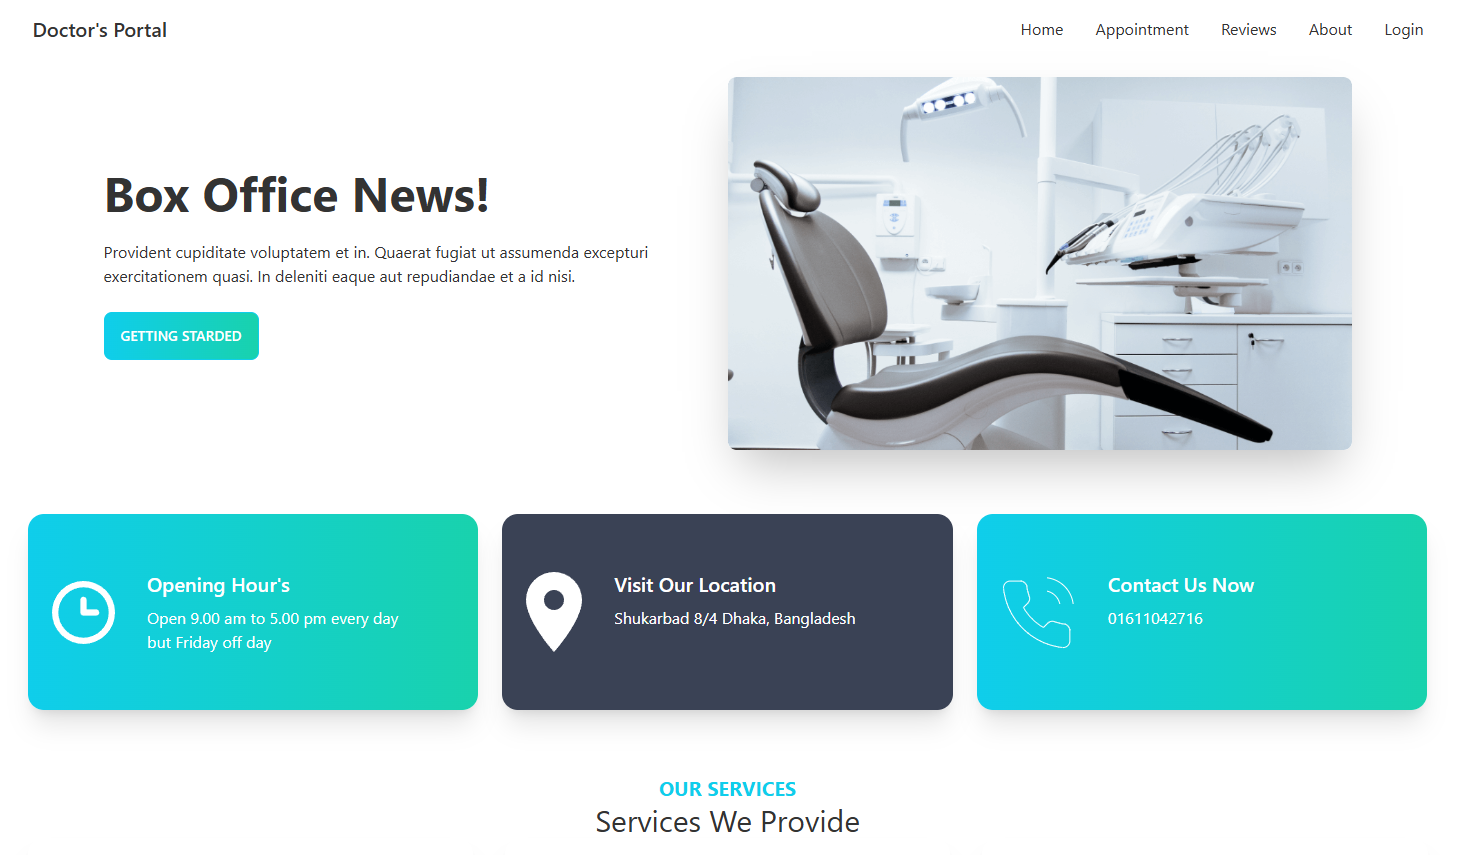 Doctor's Portal
Home
Appointment
Reviews
About
Login
Box Office News!
Provident cupiditate voluptatem et in. Quaerat fugiat ut assumenda excepturi
exercitationem quasi. In deleniti eaque aut repudiandae et a id nisi.
GETTING STARDED
Opening Hour's
Open 9.00 am to 5.00 pm every day
but Friday off day
Visit Our Location
Shukarbad 8/4 Dhaka, Bangladesh
Contact Us Now
01611042716
OUR SERVICES
Services We Provide